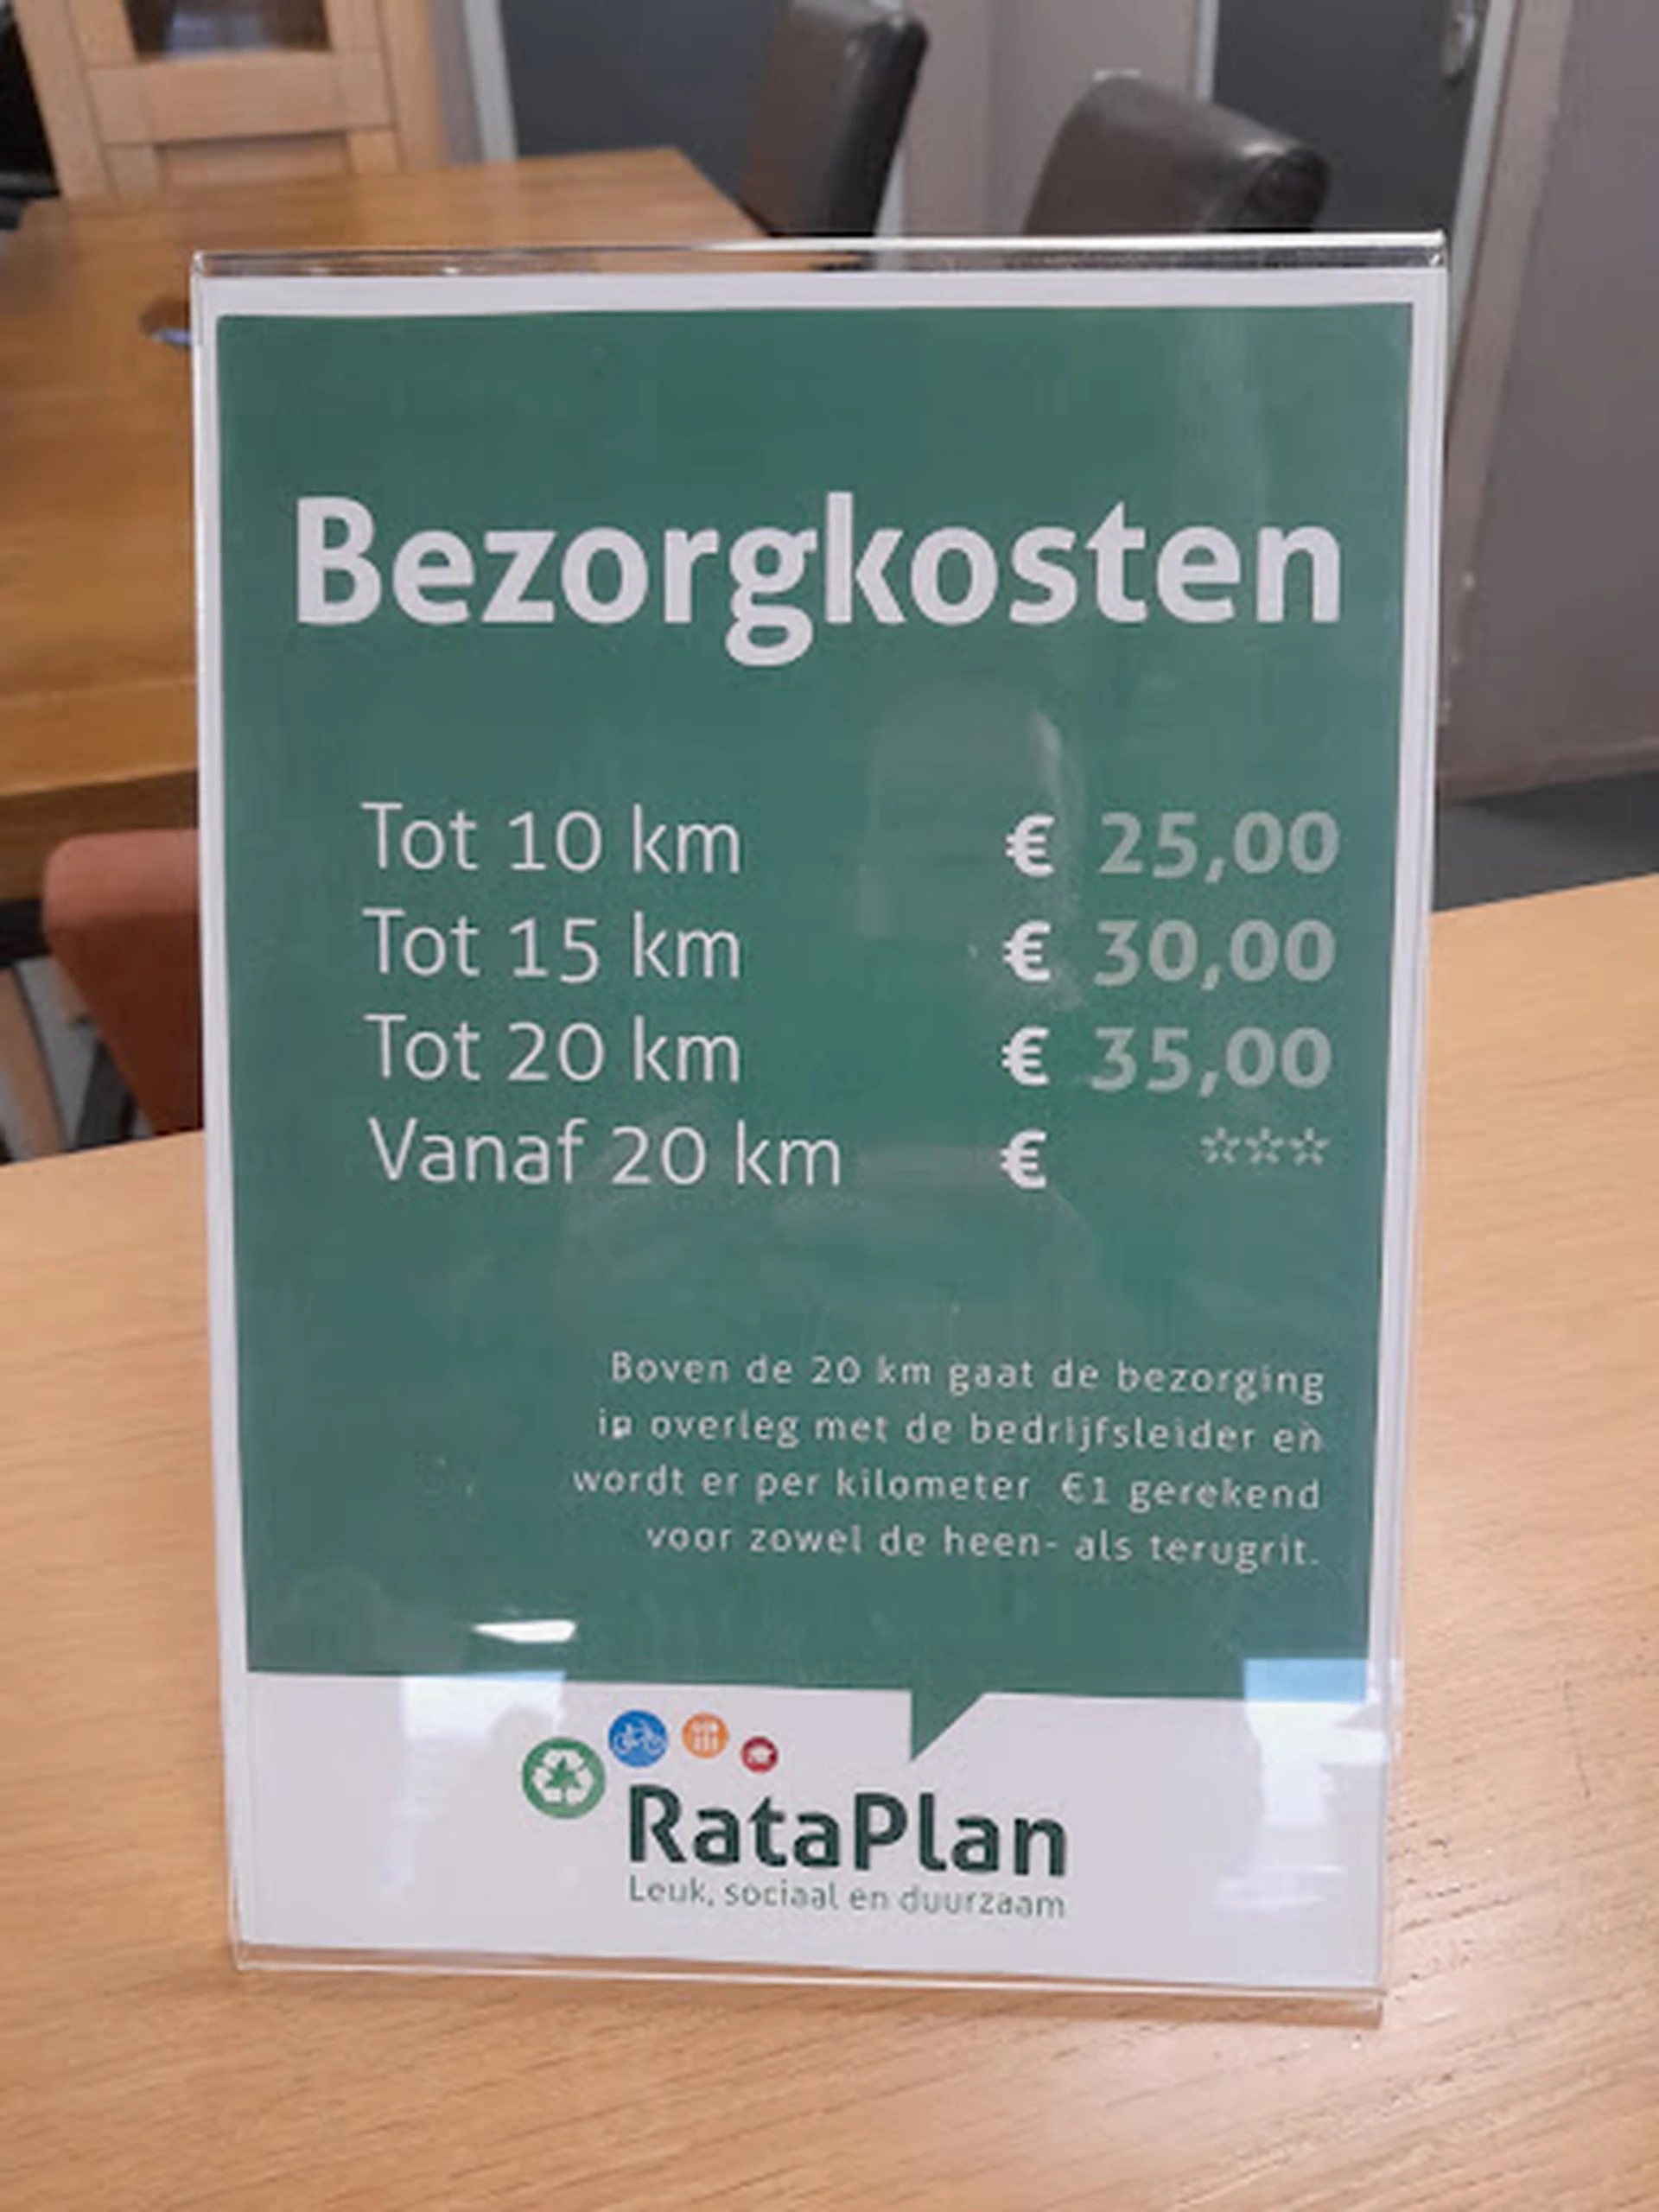 Bezorgkosten
Tot 10 km € 25,00
Tot 15 km € 30,00
Tot 20 km € 35,00
Vanaf 20 km € ☆☆☆
Boven de 20 km gaat de bezorging
in overleg met de bedrijfsleider en
wordt er per kilometer €1 gerekend
voor zowel de heen- als terugrit.
RataPlan
Leuk, sociaal en duurzaam